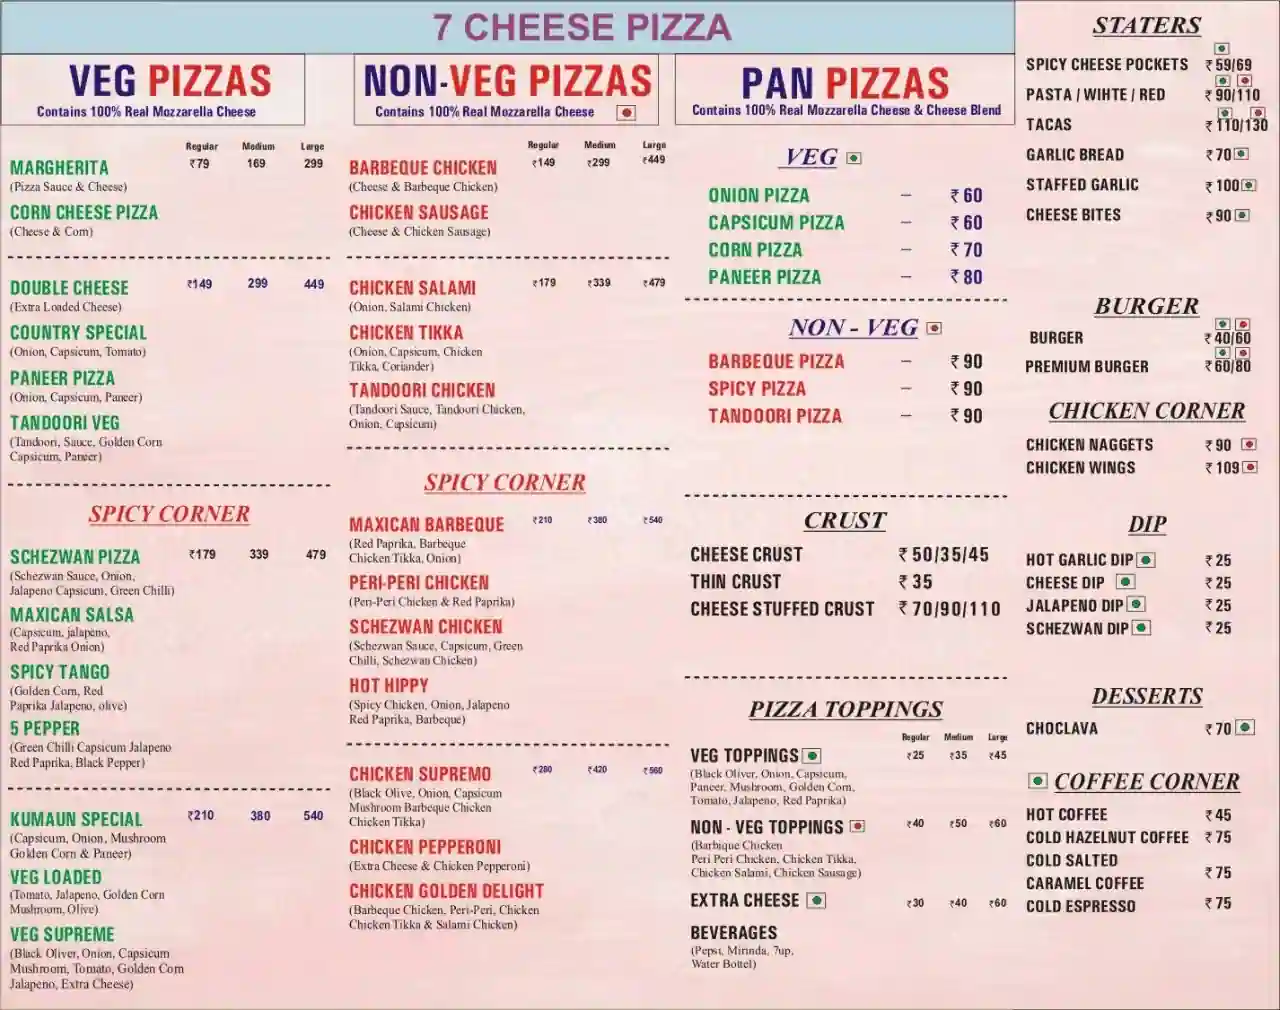 7 CHEESE PIZZA
VEG PIZZAS
Contains 100% Real Mozzarella Cheese
Regular Medium Large
MARGHERITA ₹79 169 299
(Pizza Sauce & Cheese)
CORN CHEESE PIZZA
(Cheese & Corn)
DOUBLE CHEESE ₹149 299 449
(Extra Loaded Cheese)
COUNTRY SPECIAL
(Onion, Capsicum, Tomato)
PANEER PIZZA
(Onion, Capsicum, Paneer)
TANDOORI VEG
(Tandoori, Sauce, Golden Corn
Capsicum, Paneer)
SPICY CORNER
SCHEZWAN PIZZA ₹179 339 479
(Schezwan Sauce, Onion,
Jalapeno Capsicum, Green Chilli)
MAXICAN SALSA
(Capsicum, jalapeno,
Red Paprika Onion)
SPICY TANGO
(Golden Corn, Red
Paprika Jalapeno, olive)
5 PEPPER
(Green Chilli Capsicum Jalapeno
Red Paprika, Black Pepper)
KUMAUN SPECIAL ₹210 380 540
(Capsicum, Onion, Mushroom
Golden Corn & Paneer)
VEG LOADED
(Tomato, Jalapeno, Golden Corn
Mushroom, Olive)
VEG SUPREME
(Black Oliver, Onion, Capsicum
Mushroom, Tomato, Golden Corn
Jalapeno, Extra Cheese)
NON-VEG PIZZAS
Contains 100% Real Mozzarella Cheese
Regular Medium Large
BARBEQUE CHICKEN ₹149 ₹299 ₹449
(Cheese & Barbeque Chicken)
CHICKEN SAUSAGE
(Cheese & Chicken Sausage)
CHICKEN SALAMI ₹179 ₹339 ₹479
(Onion, Salami Chicken)
CHICKEN TIKKA
(Onion, Capsicum, Chicken
Tikka, Coriander)
TANDOORI CHICKEN
(Tandoori Sauce, Tandoori Chicken,
Onion, Capsicum)
SPICY CORNER
MAXICAN BARBEQUE ₹210 ₹380 ₹540
(Red Paprika, Barbeque
Chicken Tikka, Onion)
PERI-PERI CHICKEN
(Peri-Peri Chicken & Red Paprika)
SCHEZWAN CHICKEN
(Schezwan Sauce, Capsicum, Green
Chilli, Schezwan Chicken)
HOT HIPPY
(Spicy Chicken, Onion, Jalapeno
Red Paprika, Barbeque)
CHICKEN SUPREMO ₹280 ₹420 ₹560
(Black Olive, Onion, Capsicum
Mushroom Barbeque Chicken
Chicken Tikka)
CHICKEN PEPPERONI
(Extra Cheese & Chicken Pepperoni)
CHICKEN GOLDEN DELIGHT
(Barbeque Chicken, Peri-Peri, Chicken
Chicken Tikka & Salami Chicken)
PAN PIZZAS
Contains 100% Real Mozzarella Cheese & Cheese Blend
VEG
ONION PIZZA – ₹60
CAPSICUM PIZZA – ₹60
CORN PIZZA – ₹70
PANEER PIZZA – ₹80
NON - VEG
BARBEQUE PIZZA – ₹90
SPICY PIZZA – ₹90
TANDOORI PIZZA – ₹90
CRUST
CHEESE CRUST ₹50/35/45
THIN CRUST ₹35
CHEESE STUFFED CRUST ₹70/90/110
PIZZA TOPPINGS
Regular Medium Large
VEG TOPPINGS ₹25 ₹35 ₹45
(Black Oliver, Onion, Capsicum,
Paneer, Mushroom, Golden Corn,
Tomato, Jalapeno, Red Paprika)
NON - VEG TOPPINGS ₹40 ₹50 ₹60
(Barbique Chicken
Peri Peri Chicken, Chicken Tikka,
Chicken Salami, Chicken Sausage)
EXTRA CHEESE ₹30 ₹40 ₹60
BEVERAGES
(Pepsi, Mirinda, 7up,
Water Bottel)
STATERS
SPICY CHEESE POCKETS ₹59/69
PASTA / WIHTE / RED ₹90/110
TACAS ₹110/130
GARLIC BREAD ₹70
STAFFED GARLIC ₹100
CHEESE BITES ₹90
BURGER
BURGER ₹40/60
PREMIUM BURGER ₹60/80
CHICKEN CORNER
CHICKEN NAGGETS ₹90
CHICKEN WINGS ₹109
DIP
HOT GARLIC DIP ₹25
CHEESE DIP ₹25
JALAPENO DIP ₹25
SCHEZWAN DIP ₹25
DESSERTS
CHOCLAVA ₹70
COFFEE CORNER
HOT COFFEE ₹45
COLD HAZELNUT COFFEE ₹75
COLD SALTED
CARAMEL COFFEE ₹75
COLD ESPRESSO ₹75